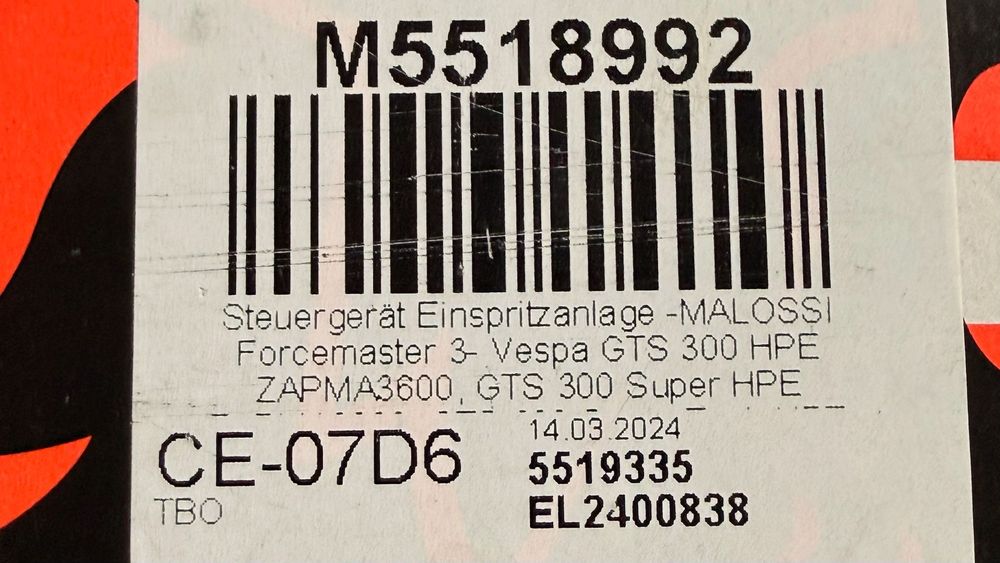 M5518992
Steuergerät Einspritzanlage -MALOSSI
Forcemaster 3- Vespa GTS 300 HPE
ZAPMA3600, GTS 300 Super HPE
CE-07D6
TBO
14.03.2024
5519335
EL2400838